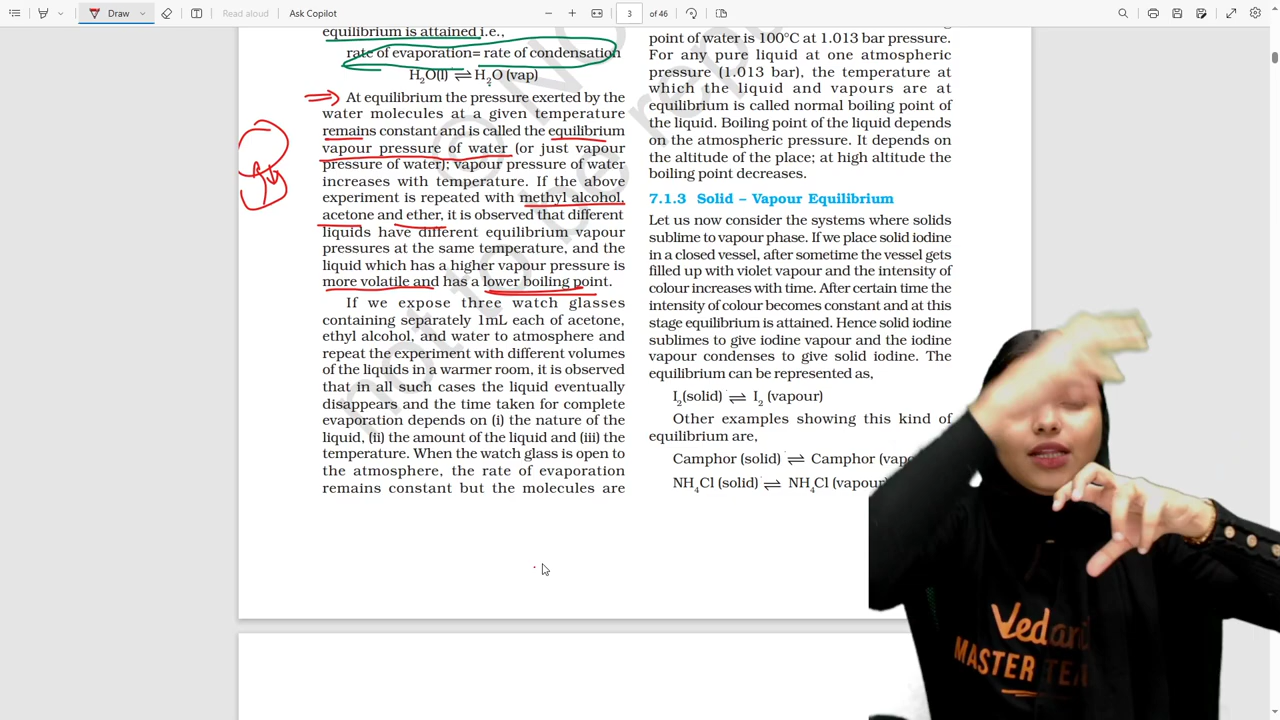 Draw
Read aloud
Ask Copilot
3
of 46
equilibrium is attained i.e.,
rate of evaporation= rate of condensation
H2O(l) ⇌ H2O (vap)
At equilibrium the pressure exerted by the
water molecules at a given temperature
remains constant and is called the equilibrium
vapour pressure of water (or just vapour
pressure of water); vapour pressure of water
increases with temperature. If the above
experiment is repeated with methyl alcohol,
acetone and ether, it is observed that different
liquids have different equilibrium vapour
pressures at the same temperature, and the
liquid which has a higher vapour pressure is
more volatile and has a lower boiling point.
If we expose three watch glasses
containing separately 1mL each of acetone,
ethyl alcohol, and water to atmosphere and
repeat the experiment with different volumes
of the liquids in a warmer room, it is observed
that in all such cases the liquid eventually
disappears and the time taken for complete
evaporation depends on (i) the nature of the
liquid, (ii) the amount of the liquid and (iii) the
temperature. When the watch glass is open to
the atmosphere, the rate of evaporation
remains constant but the molecules are
point of water is 100°C at 1.013 bar pressure.
For any pure liquid at one atmospheric
pressure (1.013 bar), the temperature at
which the liquid and vapours are at
equilibrium is called normal boiling point of
the liquid. Boiling point of the liquid depends
on the atmospheric pressure. It depends on
the altitude of the place; at high altitude the
boiling point decreases.
7.1.3 Solid – Vapour Equilibrium
Let us now consider the systems where solids
sublime to vapour phase. If we place solid iodine
in a closed vessel, after sometime the vessel gets
filled up with violet vapour and the intensity of
colour increases with time. After certain time the
intensity of colour becomes constant and at this
stage equilibrium is attained. Hence solid iodine
sublimes to give iodine vapour and the iodine
vapour condenses to give solid iodine. The
equilibrium can be represented as,
I2(solid) ⇌ I2 (vapour)
Other examples showing this kind of
equilibrium are,
Camphor (solid) ⇌ Camphor (vap
NH4Cl (solid) ⇌ NH4Cl (vapour
not to be rep
© N
Vedan
MASTER TE